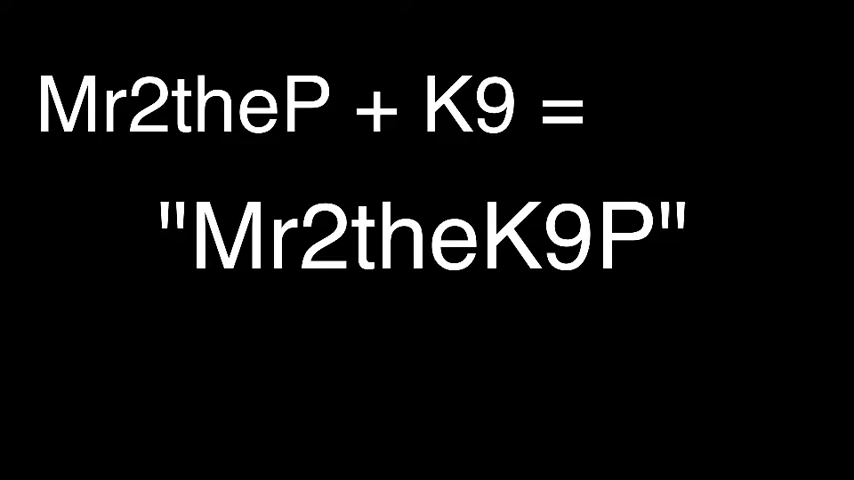 Mr2theP + K9 =
"Mr2theK9P"